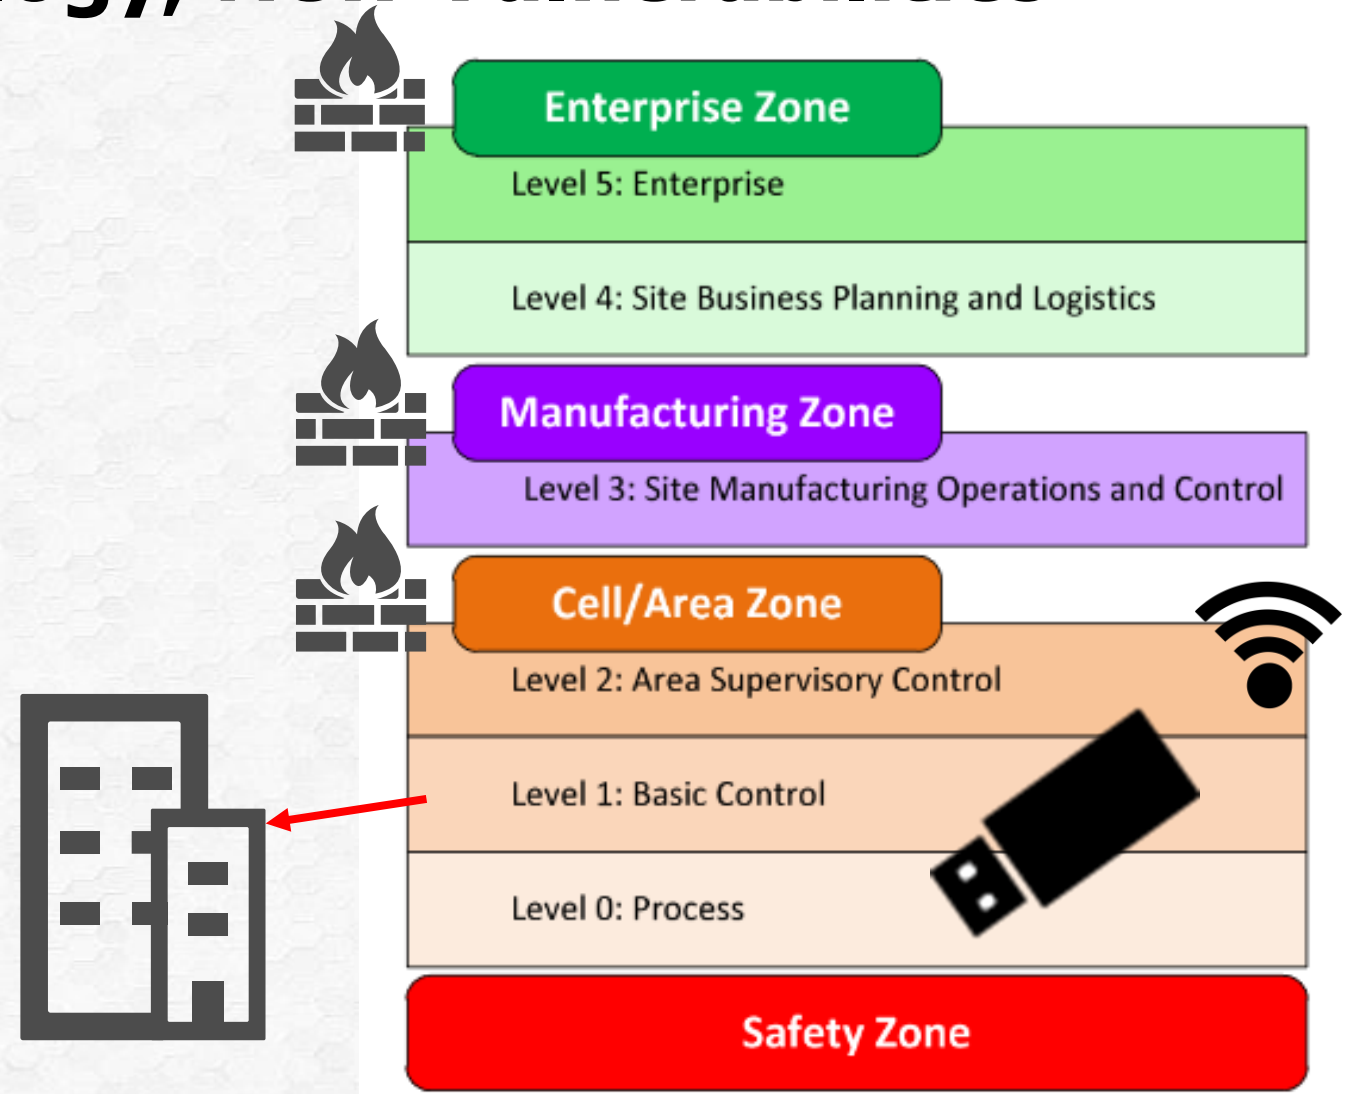 Enterprise Zone
Level 5: Enterprise
Level 4: Site Business Planning and Logistics
Manufacturing Zone
Level 3: Site Manufacturing Operations and Control
Cell/Area Zone
Level 2: Area Supervisory Control
Level 1: Basic Control
Level 0: Process
Safety Zone